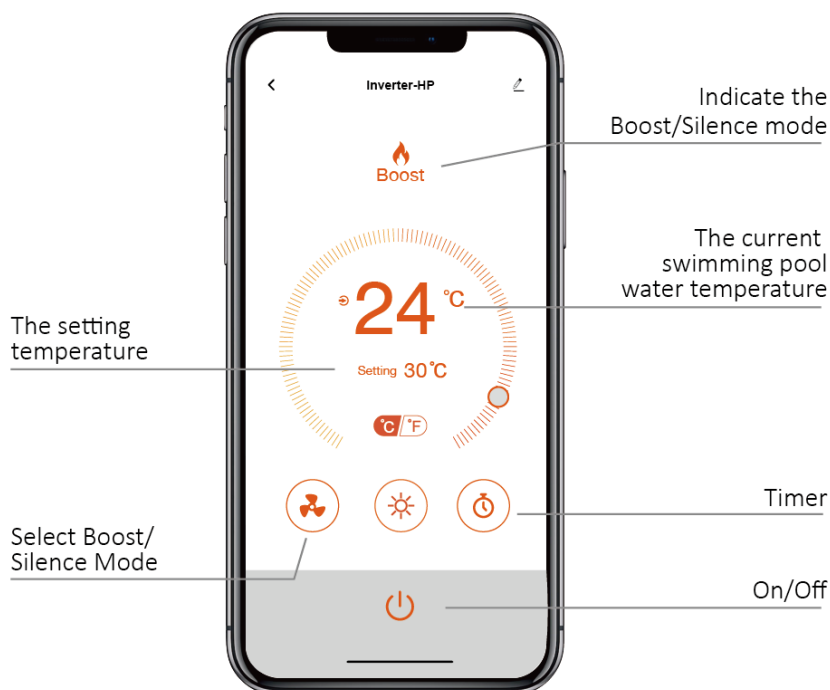 Inverter-HP
Indicate the
Boost/Silence mode
Boost
The current
swimming pool
water temperature
24 °C
The setting
temperature
Setting 30°C
°C/°F
Timer
Select Boost/
Silence Mode
On/Off